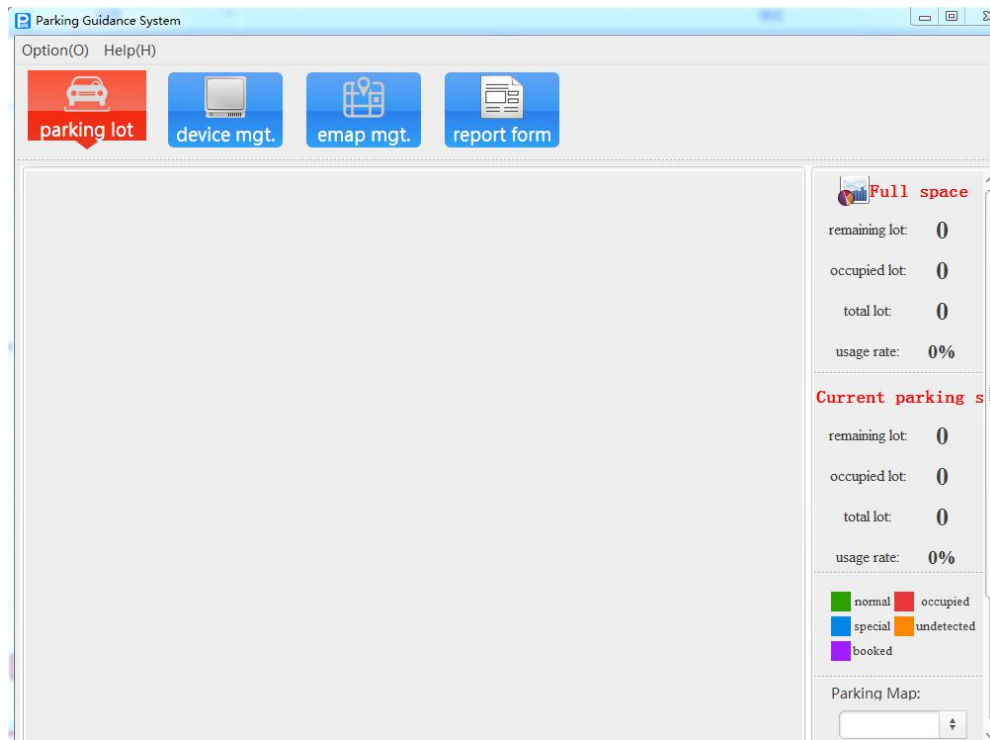 Parking Guidance System
Option(O) Help(H)
parking lot device mgt. emap mgt. report form
Full space
remaining lot: 0
occupied lot: 0
total lot: 0
usage rate: 0%
Current parking s
remaining lot: 0
occupied lot: 0
total lot: 0
usage rate: 0%
normal occupied
special undetected
booked
Parking Map: